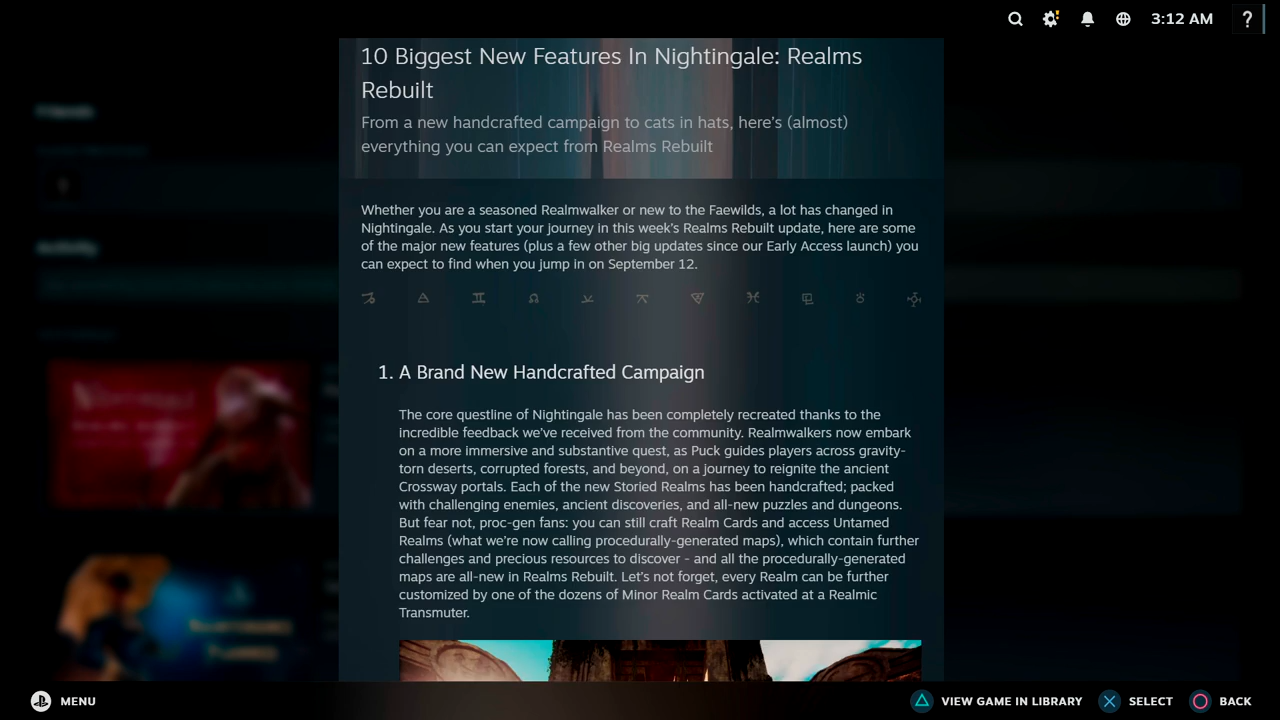 3:12 AM
?
10 Biggest New Features In Nightingale: Realms
Rebuilt
From a new handcrafted campaign to cats in hats, here's (almost)
everything you can expect from Realms Rebuilt
Whether you are a seasoned Realmwalker or new to the Faewilds, a lot has changed in
Nightingale. As you start your journey in this week's Realms Rebuilt update, here are some
of the major new features (plus a few other big updates since our Early Access launch) you
can expect to find when you jump in on September 12.
1. A Brand New Handcrafted Campaign
The core questline of Nightingale has been completely recreated thanks to the
incredible feedback we've received from the community. Realmwalkers now embark
on a more immersive and substantive quest, as Puck guides players across gravity-
torn deserts, corrupted forests, and beyond, on a journey to reignite the ancient
Crossway portals. Each of the new Storied Realms has been handcrafted; packed
with challenging enemies, ancient discoveries, and all-new puzzles and dungeons.
But fear not, proc-gen fans: you can still craft Realm Cards and access Untamed
Realms (what we're now calling procedurally-generated maps), which contain further
challenges and precious resources to discover - and all the procedurally-generated
maps are all-new in Realms Rebuilt. Let's not forget, every Realm can be further
customized by one of the dozens of Minor Realm Cards activated at a Realmic
Transmuter.
MENU
VIEW GAME IN LIBRARY
SELECT
BACK